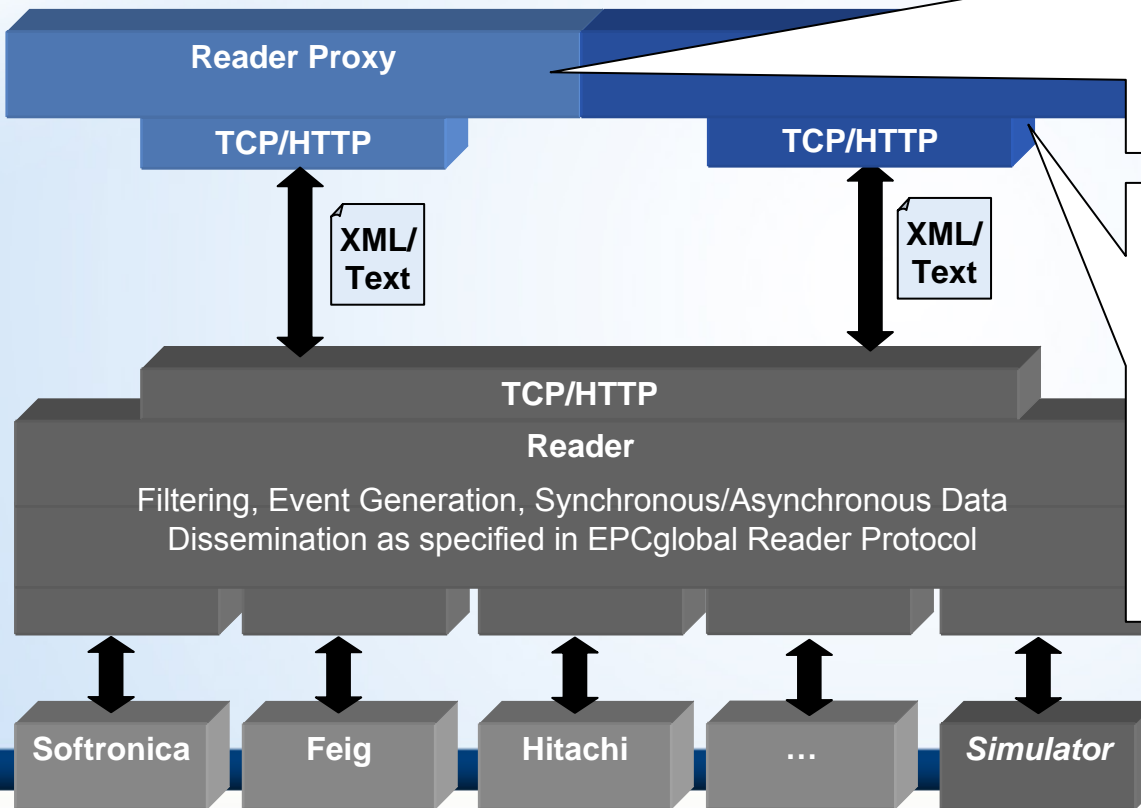 Reader Proxy
TCP/HTTP
TCP/HTTP
XML/
Text
XML/
Text
TCP/HTTP
Reader
Filtering, Event Generation, Synchronous/Asynchronous Data
Dissemination as specified in EPCglobal Reader Protocol
Softronica
Feig
Hitachi
…
Simulator